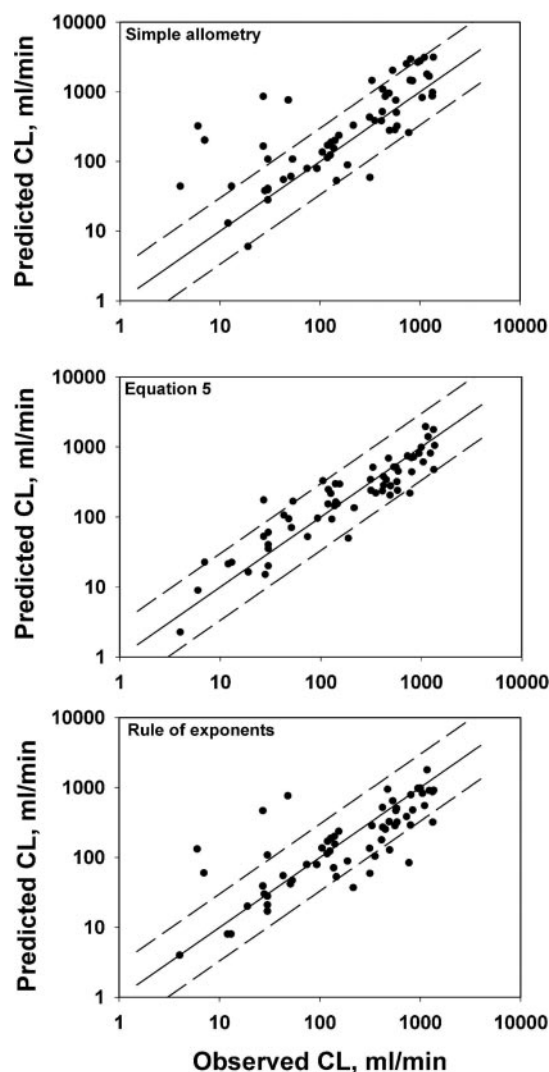 Simple allometry
Predicted CL, ml/min
10000
1000
100
10
1
1 10 100 1000 10000
Equation 5
Predicted CL, ml/min
10000
1000
100
10
1
1 10 100 1000 10000
Rule of exponents
Predicted CL, ml/min
10000
1000
100
10
1
1 10 100 1000 10000
Observed CL, ml/min